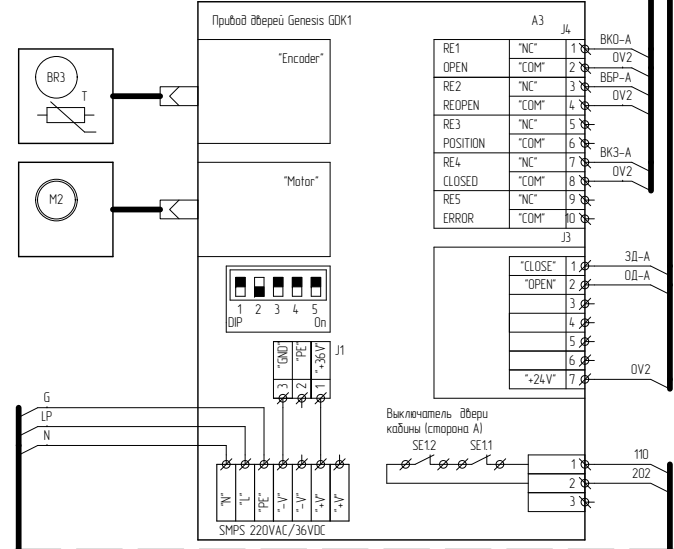 Привод дверей Genesis GDK1
A3
J4
BR3
T
"Encoder"
RE1 "NC" 1 ВКО-А
OPEN "COM" 2 0V2
RE2 "NC" 3 ВБР-А
REOPEN "COM" 4 0V2
RE3 "NC" 5
POSITION "COM" 6
RE4 "NC" 7 ВКЗ-А
CLOSED "COM" 8 0V2
RE5 "NC" 9
ERROR "COM" 10
M2
"Motor"
J3
"CLOSE" 1 ЗД-А
"OPEN" 2 ОД-А
3
4
5
6
"+24V" 7 0V2
1 2 3 4 5
DIP On
"GND" "PE" "+36V" J1
3 2 1
G
LP
N
Выключатель двери
кабины (сторона А)
SE1.2 SE1.1
1 110
2 202
3
"N" "L" "PE" "-V" "-V" "+V" "+V"
SMPS 220VAC/36VDC